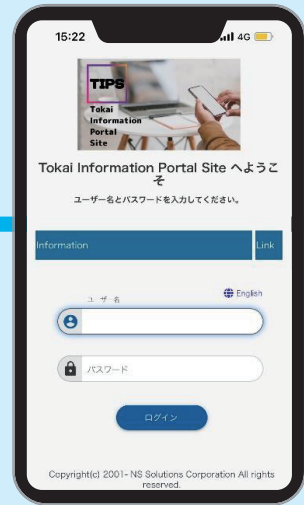 15:22
4G
TIPS
Tokai
Information
Portal
Site
Tokai Information Portal Site へようこ
そ
ユーザー名とパスワードを入力してください。
Information
Link
English
ユーザ名
パスワード
ログイン
Copyright(c) 2001- NS Solutions Corporation All rights
reserved.